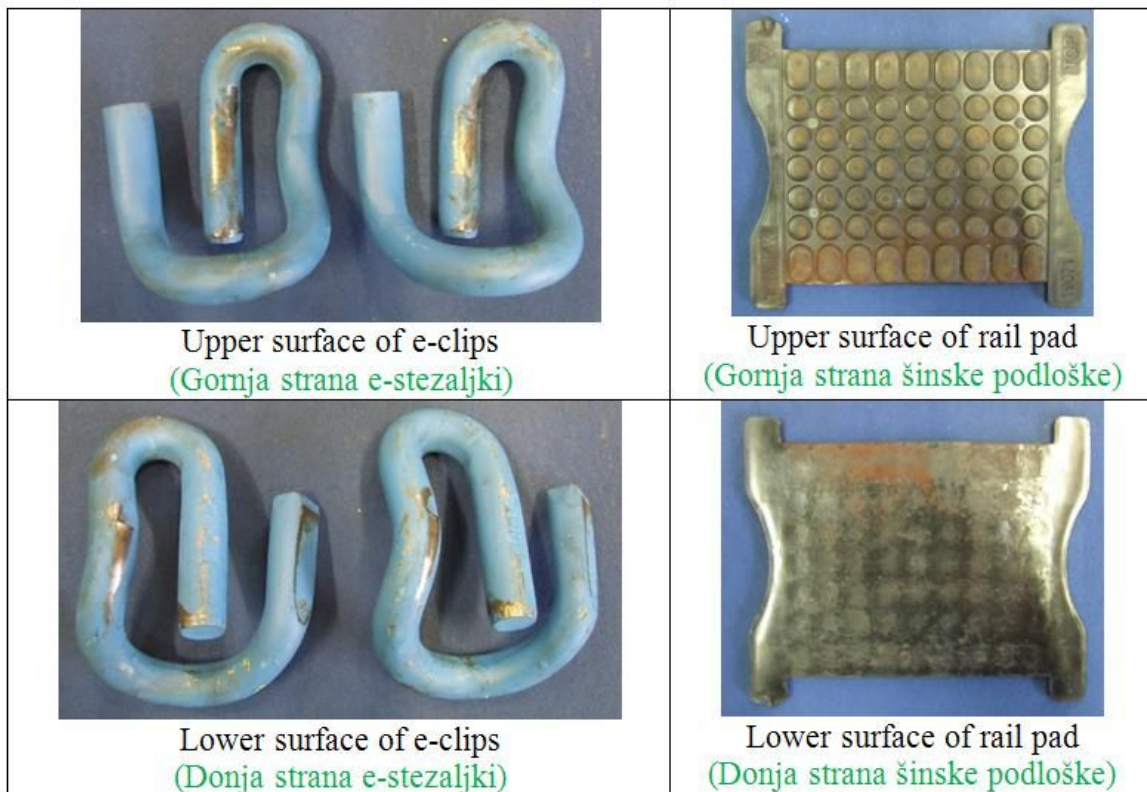 Upper surface of e-clips
(Gornja strana e-stezaljki)
Upper surface of rail pad
(Gornja strana šinske podloške)
Lower surface of e-clips
(Donja strana e-stezaljki)
Lower surface of rail pad
(Donja strana šinske podloške)